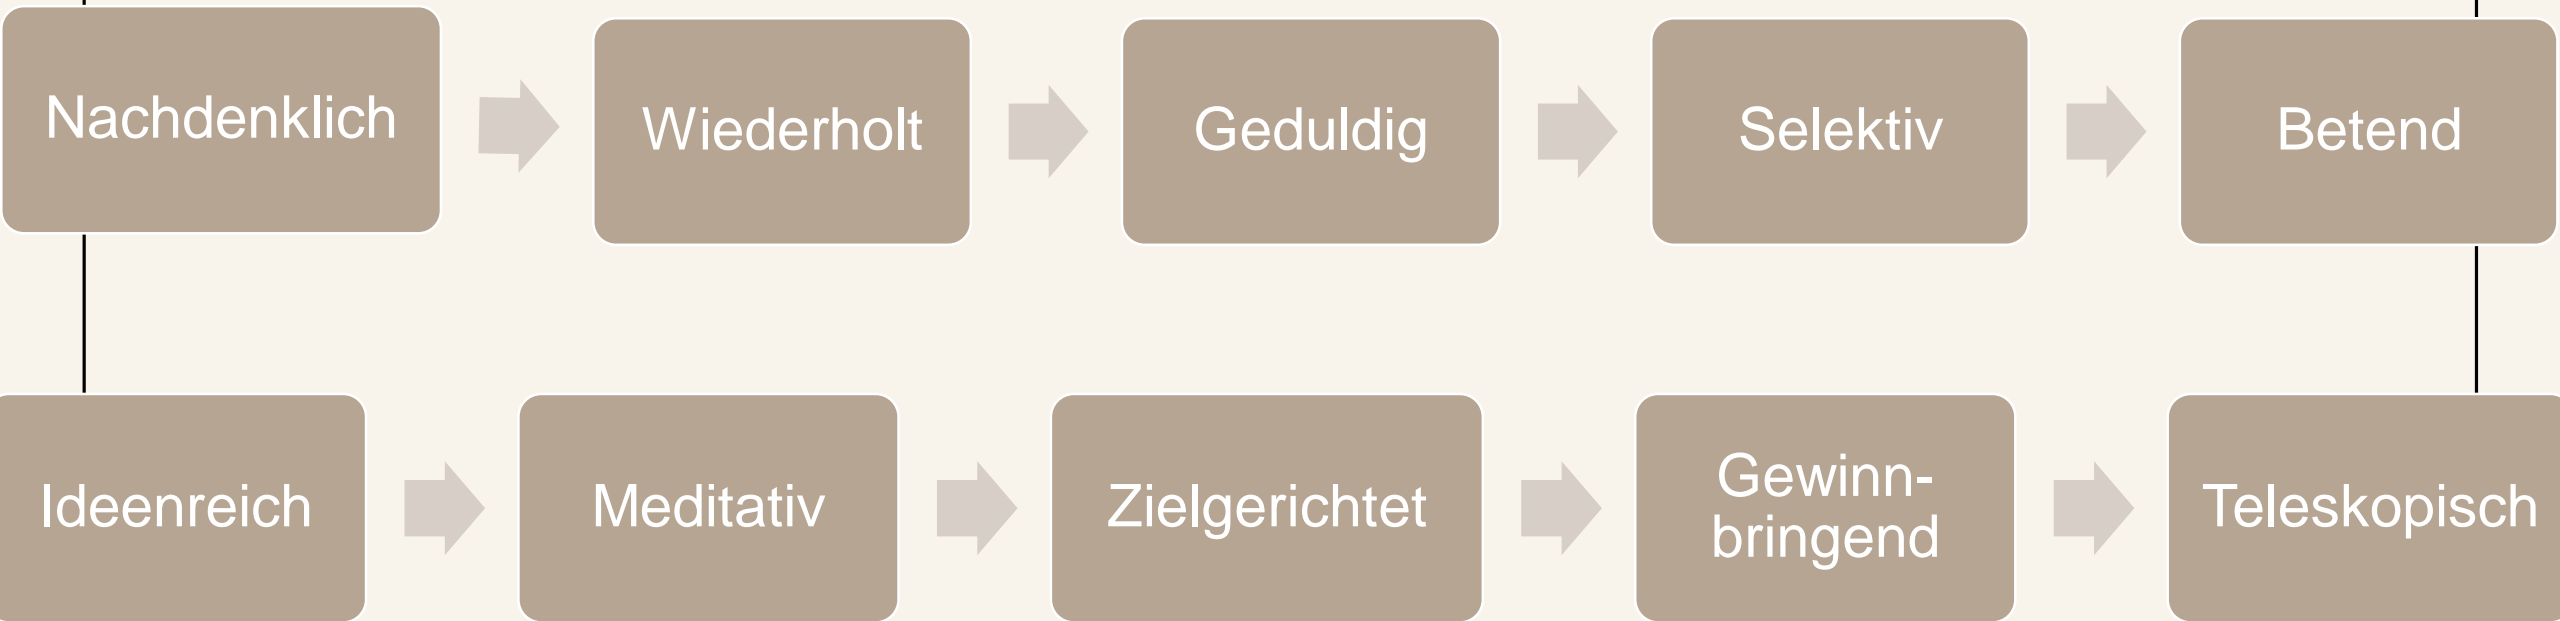 Nachdenklich
Wiederholt
Geduldig
Selektiv
Betend
Ideenreich
Meditativ
Zielgerichtet
Gewinn-
bringend
Teleskopisch